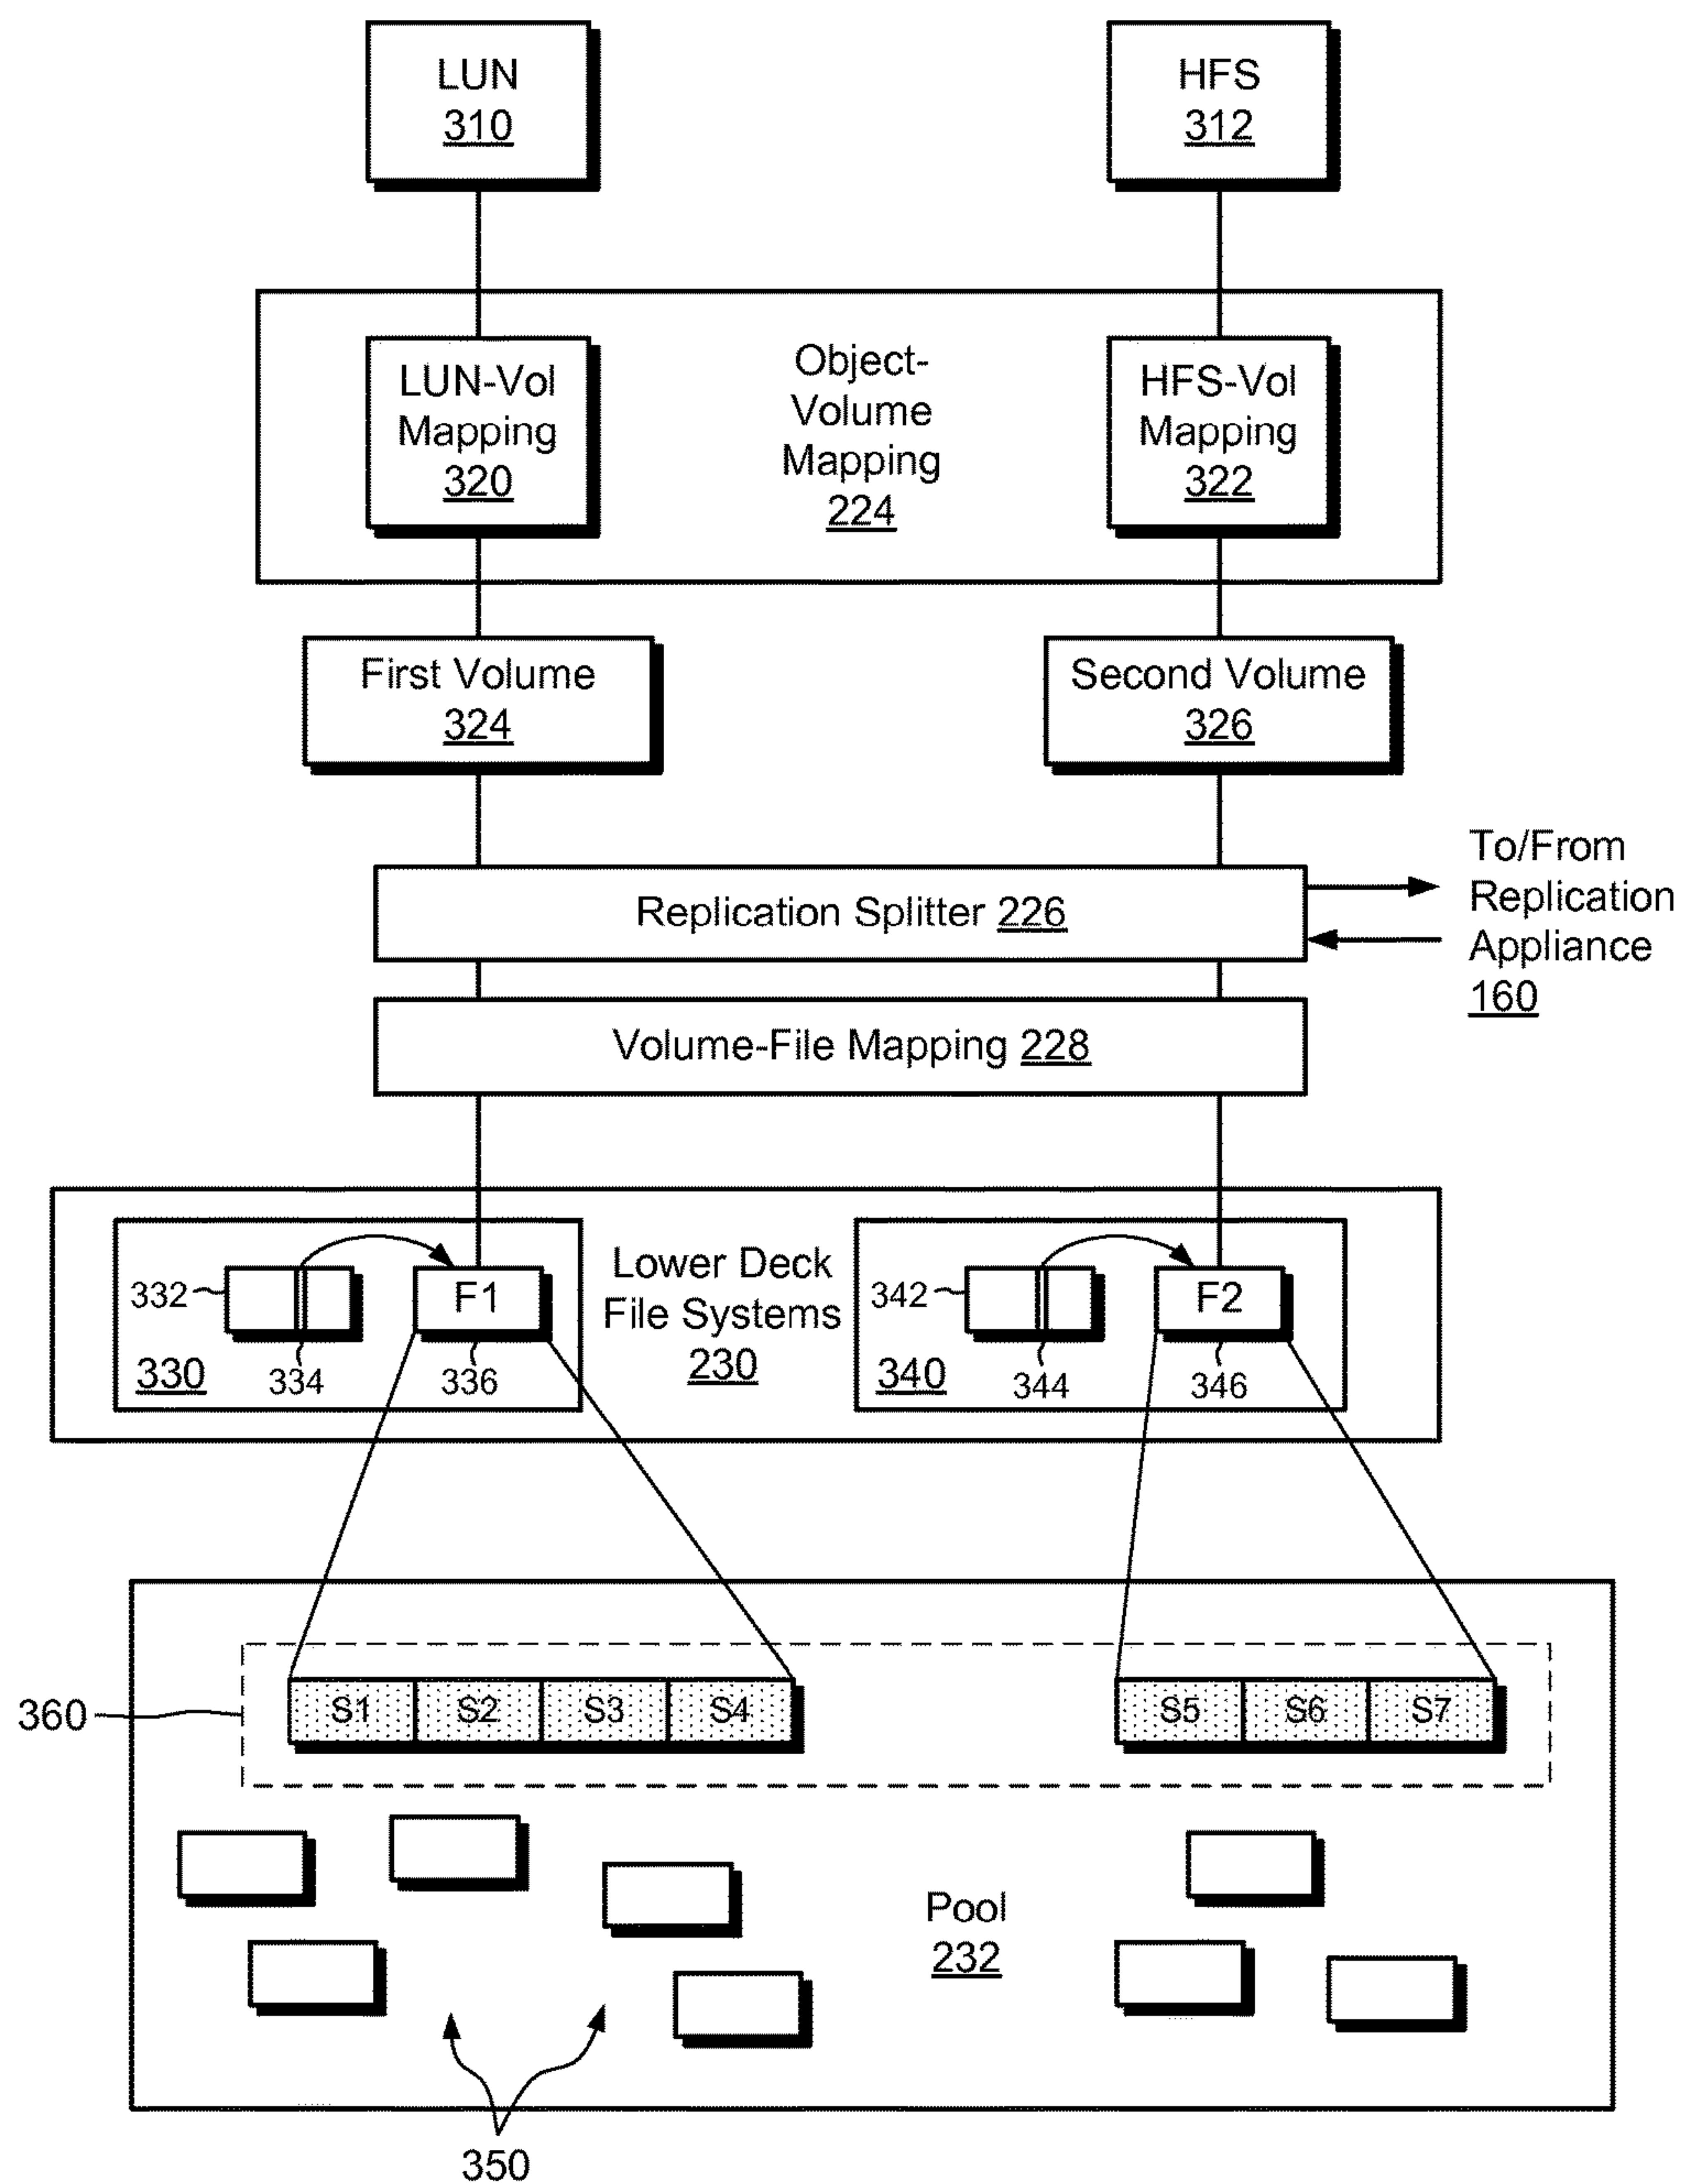 LUN
310
HFS
312
LUN-Vol
Mapping
320
Object-
Volume
Mapping
224
HFS-Vol
Mapping
322
First Volume
324
Second Volume
326
Replication Splitter 226
To/From
Replication
Appliance
160
Volume-File Mapping 228
332
334
F1
336
330
Lower Deck
File Systems
230
342
344
F2
346
340
360
S1 S2 S3 S4
S5 S6 S7
Pool
232
350